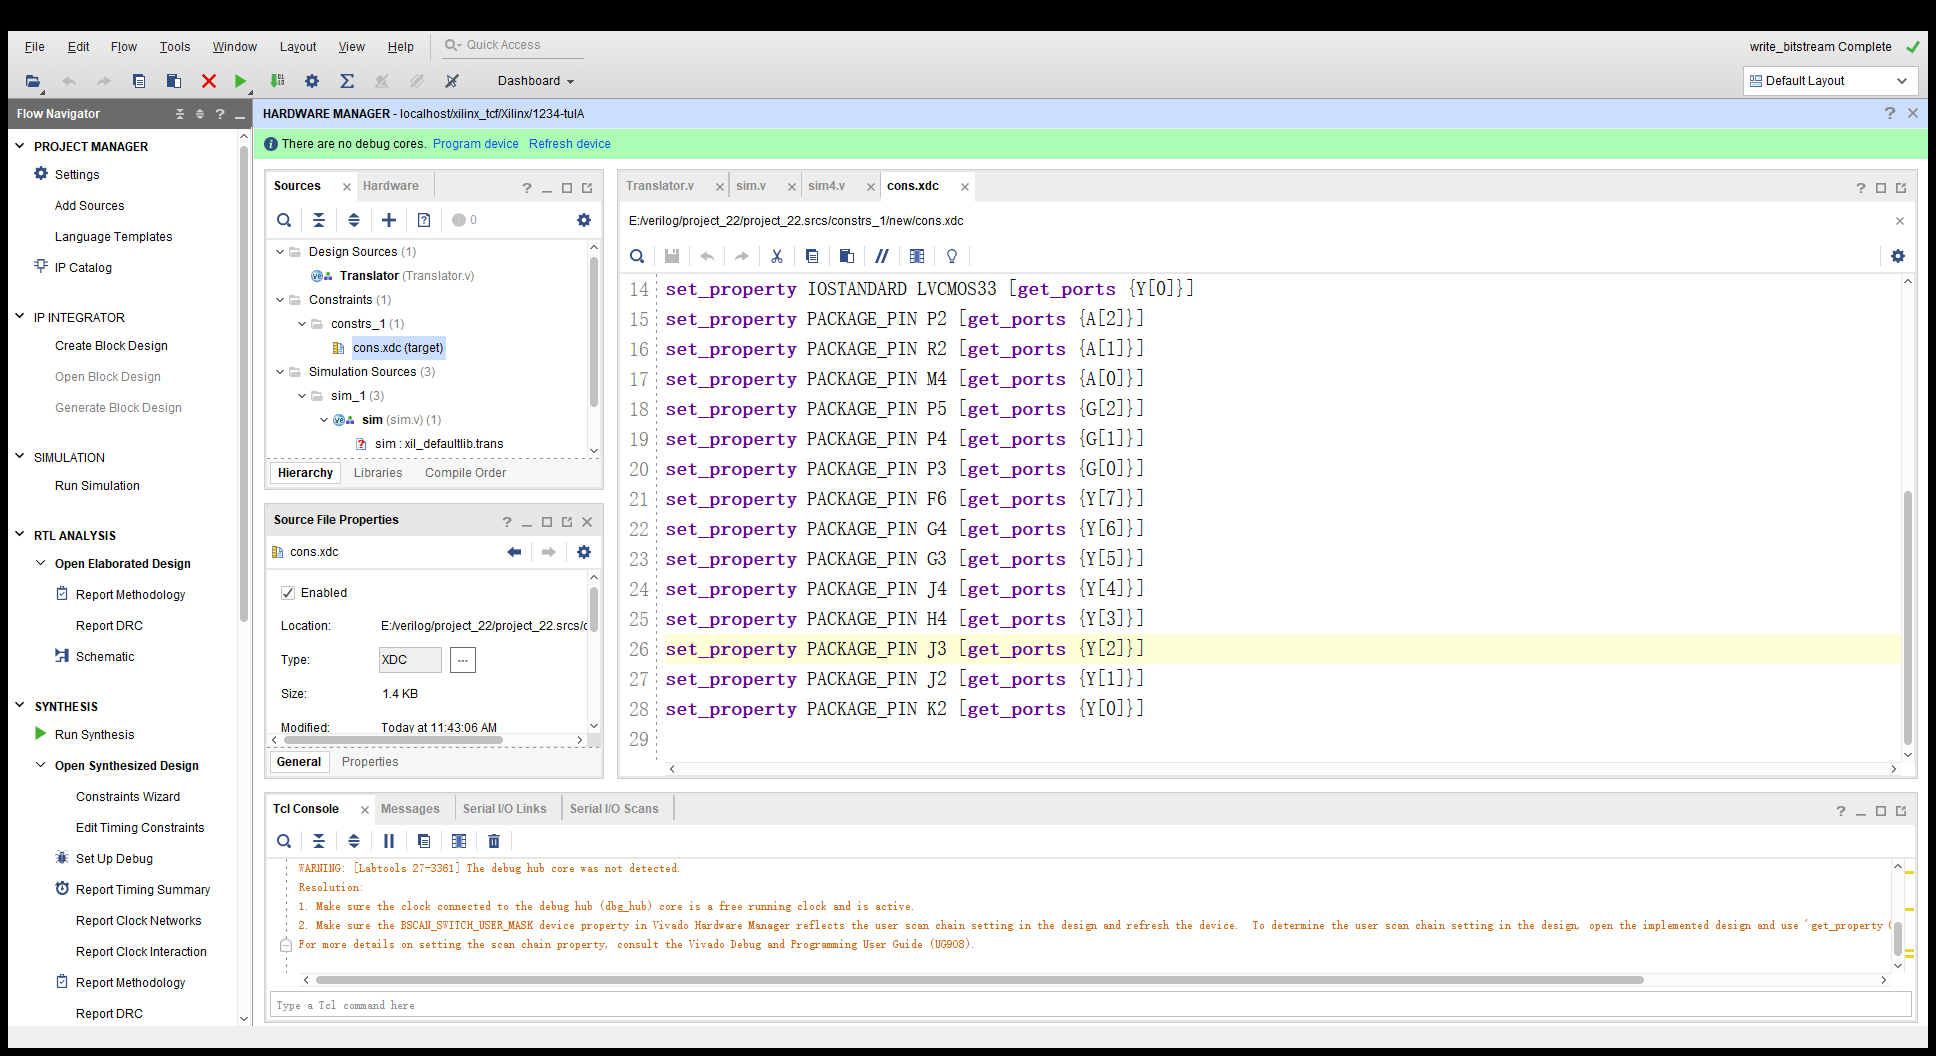 File Edit Flow Tools Window Layout View Help Quick Access write_bitstream Complete
Dashboard Default Layout
Flow Navigator
PROJECT MANAGER
Settings
Add Sources
Language Templates
IP Catalog
IP INTEGRATOR
Create Block Design
Open Block Design
Generate Block Design
SIMULATION
Run Simulation
RTL ANALYSIS
Open Elaborated Design
Report Methodology
Report DRC
Schematic
SYNTHESIS
Run Synthesis
Open Synthesized Design
Constraints Wizard
Edit Timing Constraints
Set Up Debug
Report Timing Summary
Report Clock Networks
Report Clock Interaction
Report Methodology
Report DRC
HARDWARE MANAGER - localhost/xilinx_tcf/Xilinx/1234-tulA
There are no debug cores. Program device Refresh device
Sources Hardware
0
Design Sources (1)
Translator (Translator.v)
Constraints (1)
constrs_1 (1)
cons.xdc (target)
Simulation Sources (3)
sim_1 (3)
sim (sim.v) (1)
sim : xil_defaultlib.trans
Hierarchy Libraries Compile Order
Source File Properties
cons.xdc
Enabled
Location: E:/verilog/project_22/project_22.srcs/c
Type: XDC ...
Size: 1.4 KB
Modified: Today at 11:43:06 AM
General Properties
Translator.v sim.v sim4.v cons.xdc
E:/verilog/project_22/project_22.srcs/constrs_1/new/cons.xdc
14 set_property IOSTANDARD LVCMOS33 [get_ports {Y[0]}]
15 set_property PACKAGE_PIN P2 [get_ports {A[2]}]
16 set_property PACKAGE_PIN R2 [get_ports {A[1]}]
17 set_property PACKAGE_PIN M4 [get_ports {A[0]}]
18 set_property PACKAGE_PIN P5 [get_ports {G[2]}]
19 set_property PACKAGE_PIN P4 [get_ports {G[1]}]
20 set_property PACKAGE_PIN P3 [get_ports {G[0]}]
21 set_property PACKAGE_PIN F6 [get_ports {Y[7]}]
22 set_property PACKAGE_PIN G4 [get_ports {Y[6]}]
23 set_property PACKAGE_PIN G3 [get_ports {Y[5]}]
24 set_property PACKAGE_PIN J4 [get_ports {Y[4]}]
25 set_property PACKAGE_PIN H4 [get_ports {Y[3]}]
26 set_property PACKAGE_PIN J3 [get_ports {Y[2]}]
27 set_property PACKAGE_PIN J2 [get_ports {Y[1]}]
28 set_property PACKAGE_PIN K2 [get_ports {Y[0]}]
29
Tcl Console Messages Serial I/O Links Serial I/O Scans
WARNING: [Labtools 27-3361] The debug hub core was not detected.
Resolution:
1. Make sure the clock connected to the debug hub (dbg_hub) core is a free running clock and is active.
2. Make sure the BSCAN_SWITCH_USER_MASK device property in Vivado Hardware Manager reflects the user scan chain setting in the design and refresh the device.  To determine the user scan chain setting in the design, open the implemented design and use 'get_property (
For more details on setting the scan chain property, consult the Vivado Debug and Programming User Guide (UG908).
Type a Tcl command here